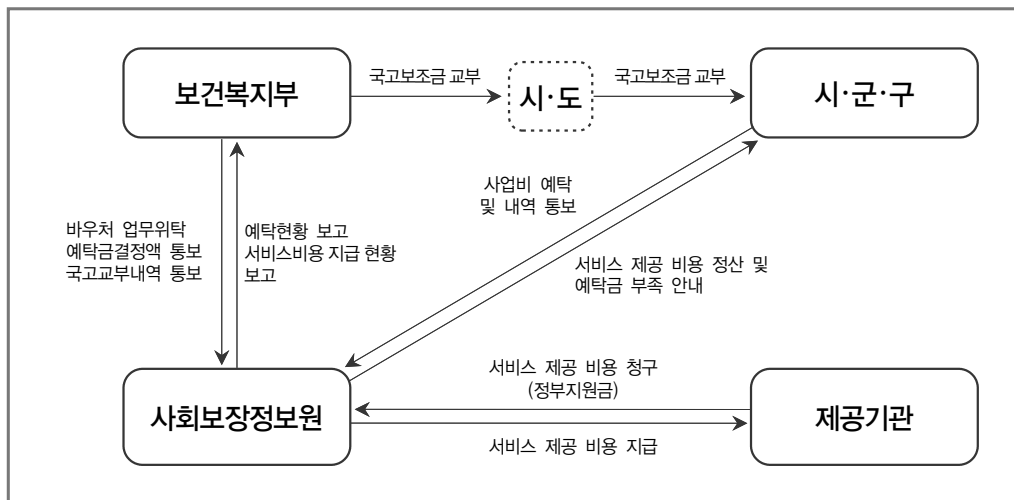 보건복지부
국고보조금 교부
시·도
국고보조금 교부
시·군·구
바우처 업무위탁
예탁금결정액 통보
국고교부내역 통보
예탁현황 보고
서비스비용 지급 현황
보고
사업비 예탁
및 내역 통보
서비스 제공 비용 정산 및
예탁금 부족 안내
사회보장정보원
서비스 제공 비용 청구
(정부지원금)
서비스 제공 비용 지급
제공기관